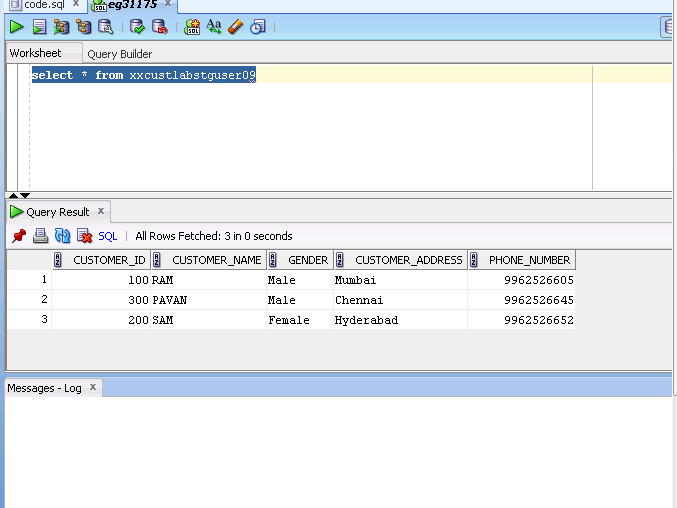 code.sql x eg31175 x
Worksheet Query Builder
select * from xxcustlabstguser09
Query Result x
SQL | All Rows Fetched: 3 in 0 seconds
CUSTOMER_ID CUSTOMER_NAME GENDER CUSTOMER_ADDRESS PHONE_NUMBER
1 100 RAM Male Mumbai 9962526605
2 300 PAVAN Male Chennai 9962526645
3 200 SAM Female Hyderabad 9962526652
Messages - Log x